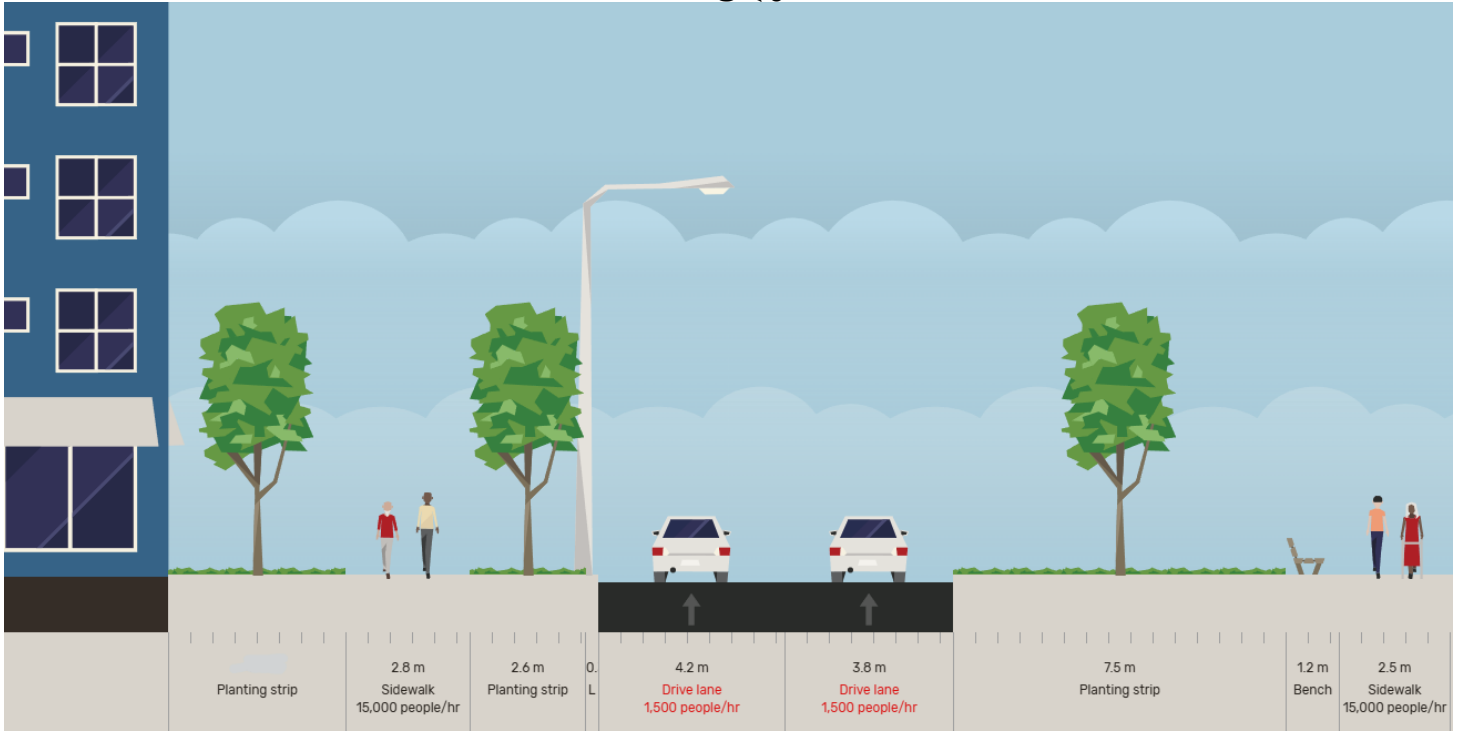 2.8 m
2.6 m
0.
4.2 m
3.8 m
7.5 m
1.2 m
2.5 m
Planting strip
Sidewalk
Planting strip
L
Drive lane
Drive lane
Planting strip
Bench
Sidewalk
15,000 people/hr
1,500 people/hr
1,500 people/hr
15,000 people/hr